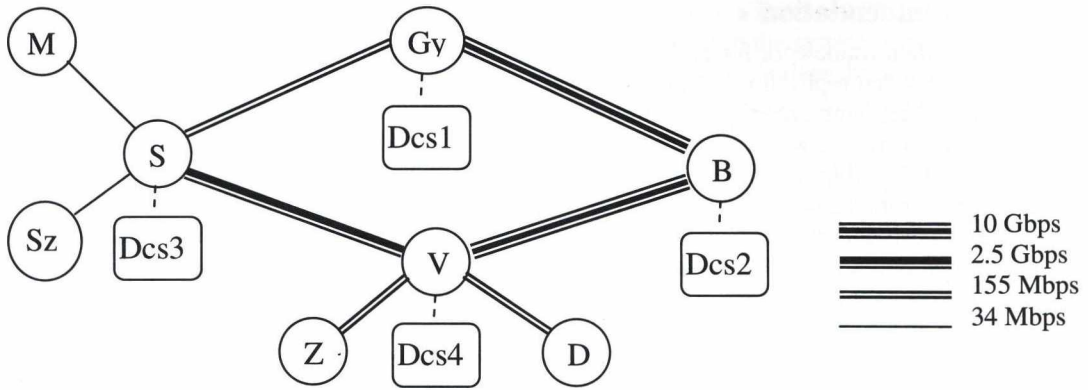 M
Gy
Dcs1
S
B
Sz
Dcs3
Dcs2
V
Z
Dcs4
D
10 Gbps
2.5 Gbps
155 Mbps
34 Mbps